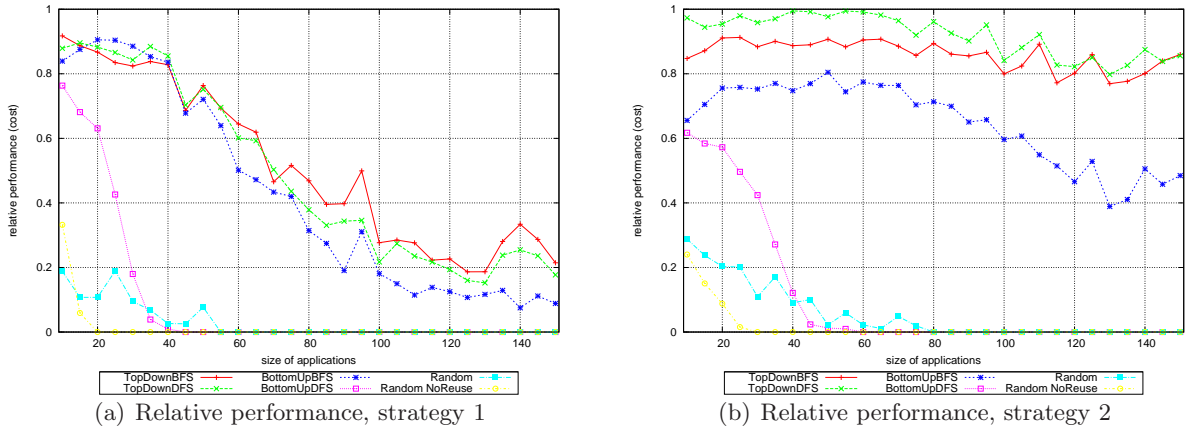 1
0.8
0.6
0.4
0.2
0
relative performance (cost)
20 40 60 80 100 120 140
size of applications
TopDownBFS BottomUpBFS Random
TopDownDFS BottomUpDFS Random NoReuse
(a) Relative performance, strategy 1
1
0.8
0.6
0.4
0.2
0
relative performance (cost)
20 40 60 80 100 120 140
size of applications
TopDownBFS BottomUpBFS Random
TopDownDFS BottomUpDFS Random NoReuse
(b) Relative performance, strategy 2